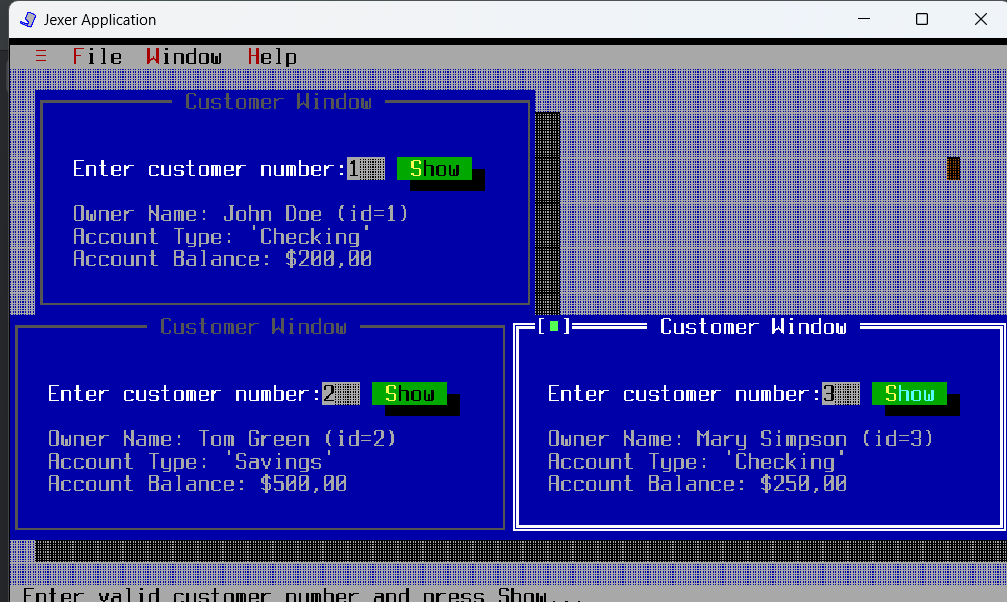 Jexer Application
≡ File Window Help
Customer Window
Enter customer number:1 Show
Owner Name: John Doe (id=1)
Account Type: 'Checking'
Account Balance: $200,00
Customer Window
Enter customer number:2 Show
Owner Name: Tom Green (id=2)
Account Type: 'Savings'
Account Balance: $500,00
[■] Customer Window
Enter customer number:3 Show
Owner Name: Mary Simpson (id=3)
Account Type: 'Checking'
Account Balance: $250,00
Enter valid customer number and press Show...